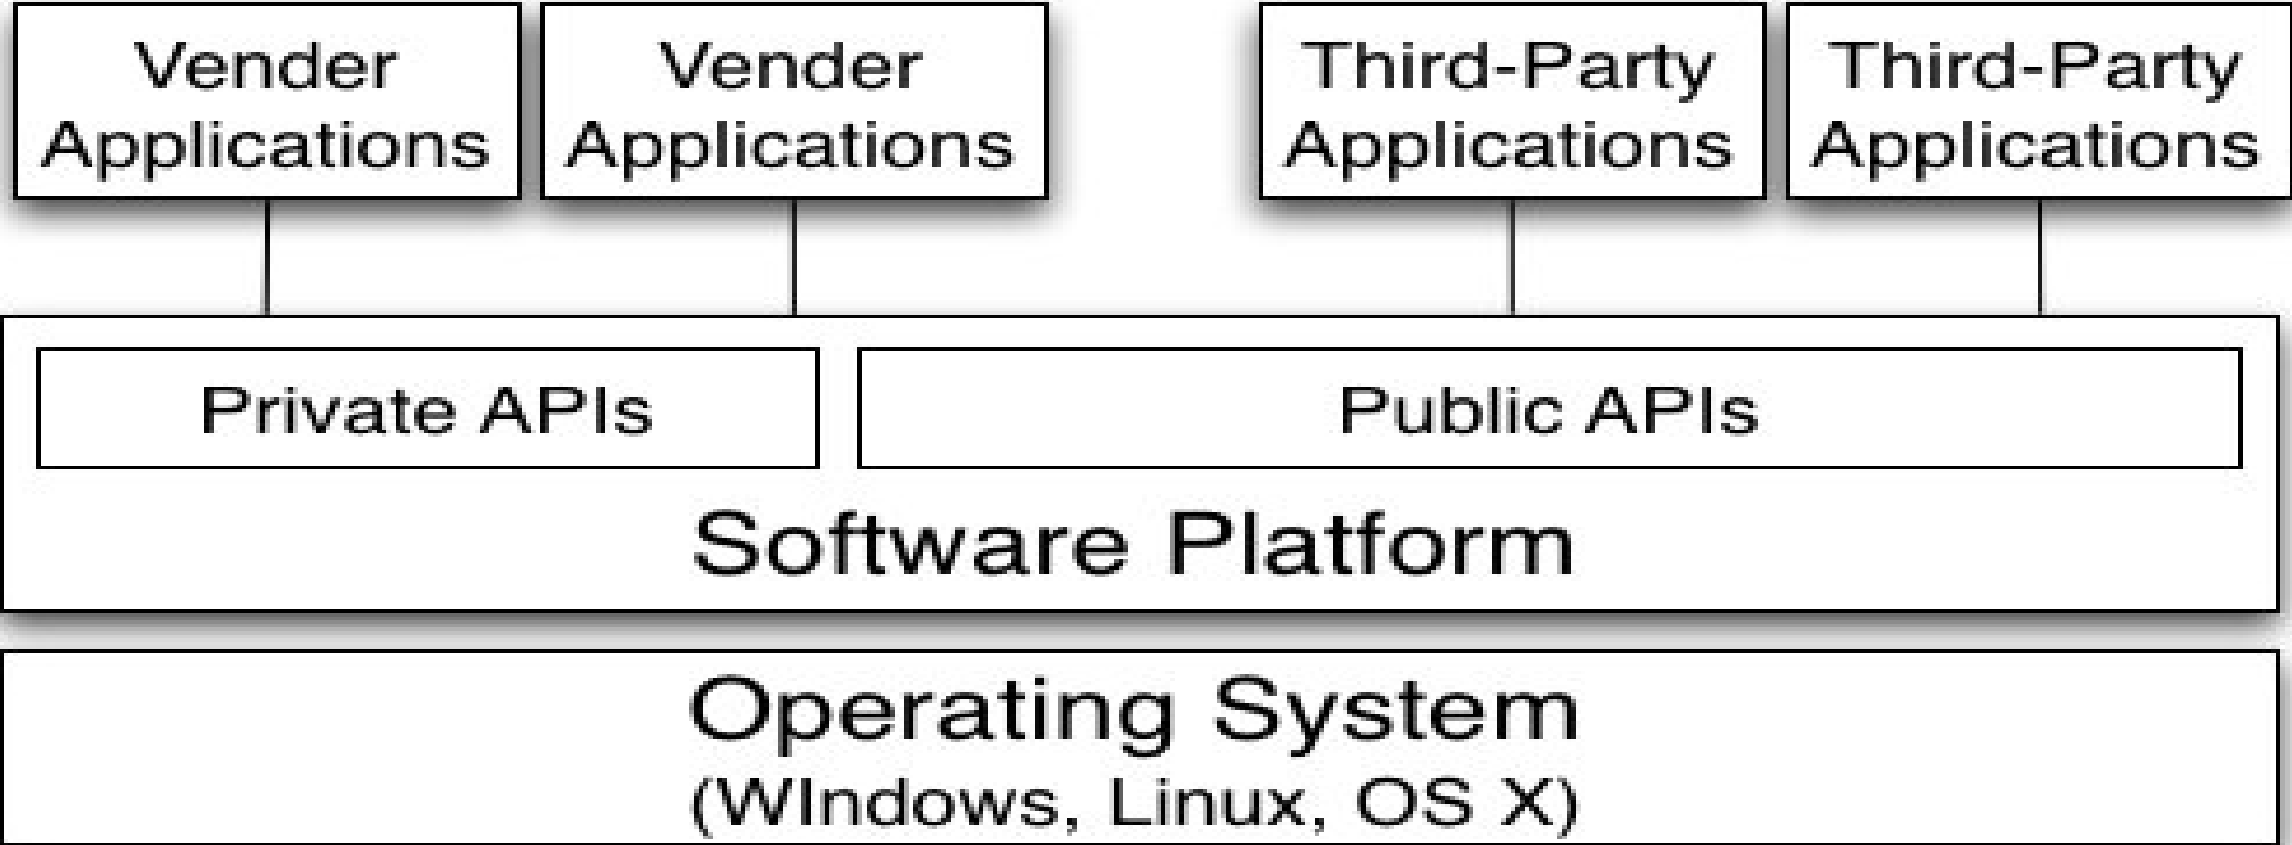 Vender
Applications
Vender
Applications
Third-Party
Applications
Third-Party
Applications
Private APIs
Public APIs
Software Platform
Operating System
(WIndows, Linux, OS X)